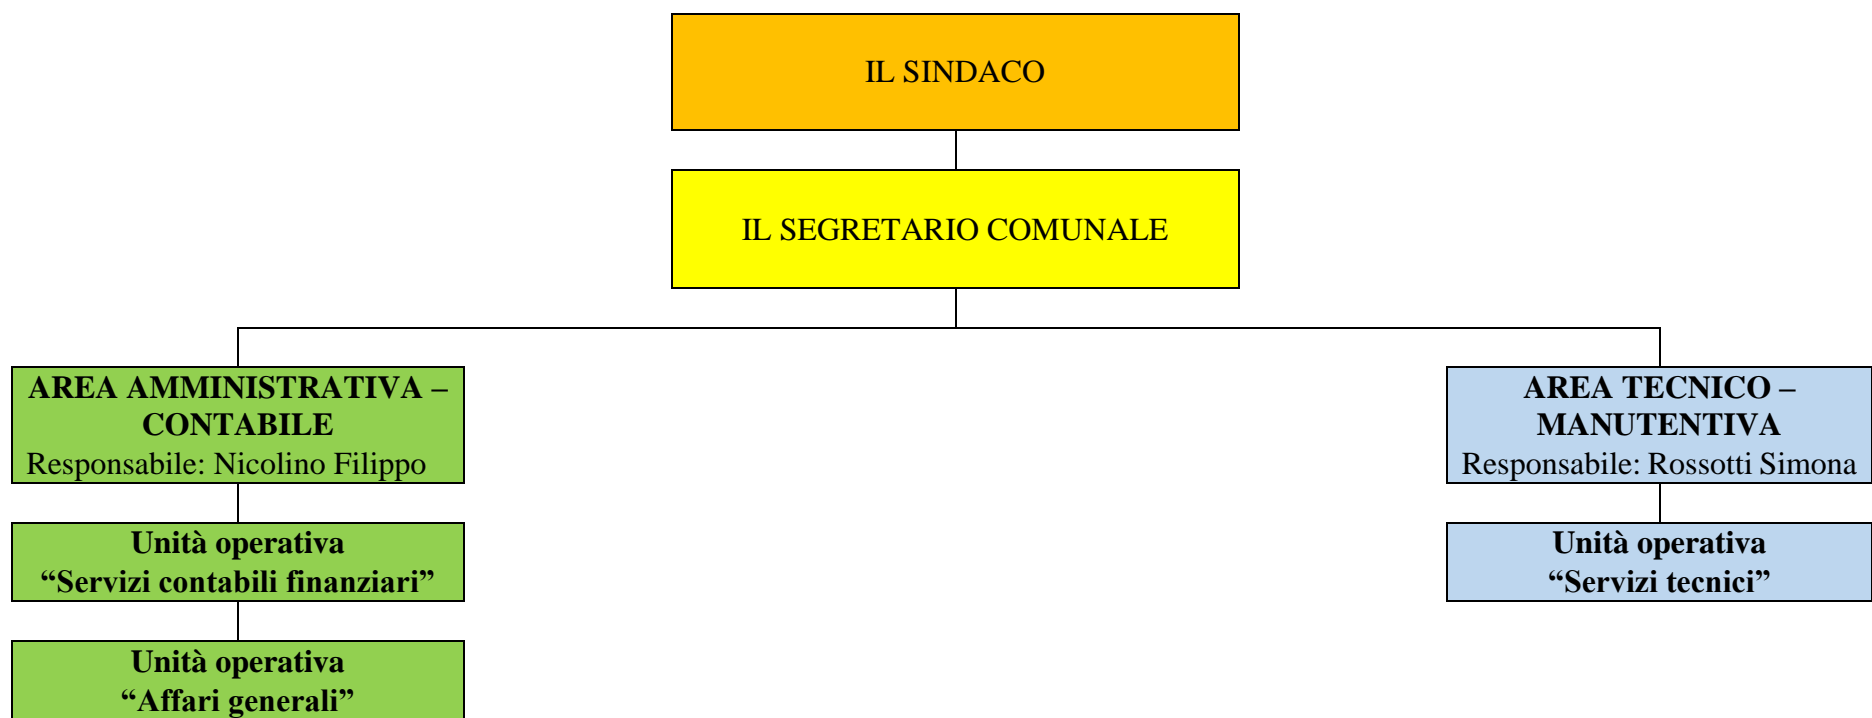 IL SINDACO
IL SEGRETARIO COMUNALE
AREA AMMINISTRATIVA –
CONTABILE
Responsabile: Nicolino Filippo
Unità operativa
“Servizi contabili finanziari”
Unità operativa
“Affari generali”
AREA TECNICO –
MANUTENTIVA
Responsabile: Rossotti Simona
Unità operativa
“Servizi tecnici”